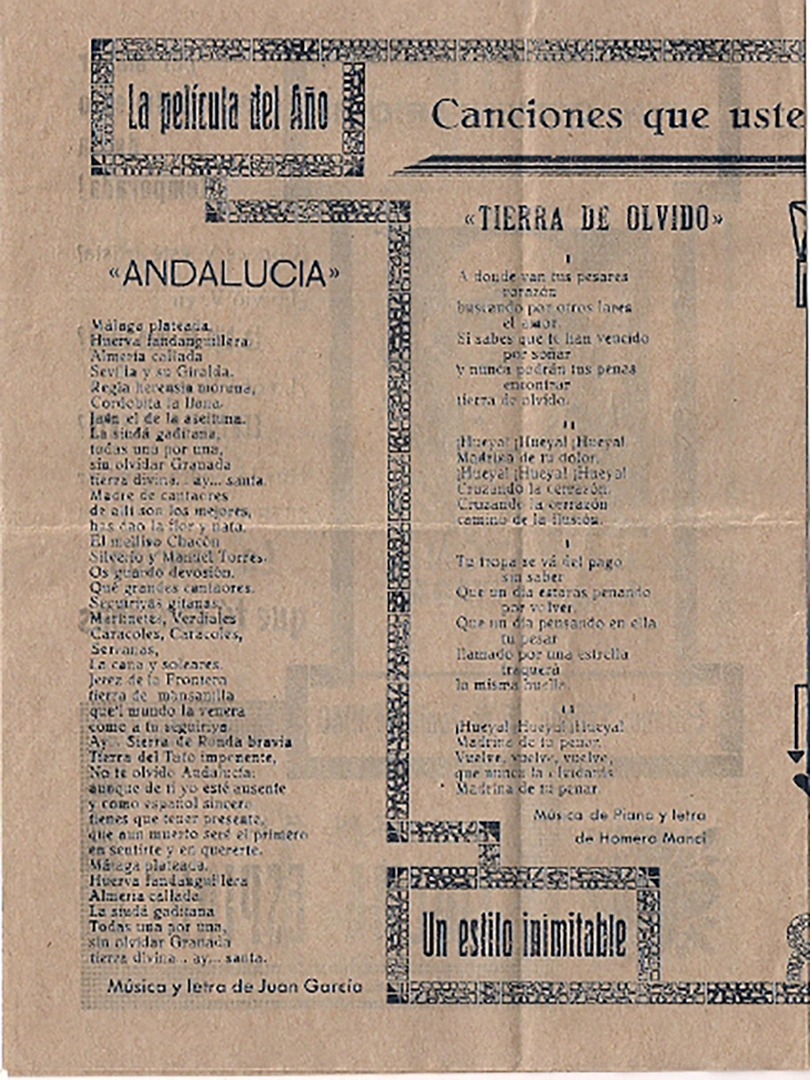 La película del Año
Canciones que uste
«ANDALUCIA»
Málaga plateada,
Huerva fandanguillera.
Almería callada
Sevilla y su Giralda.
Regia herensia moruna,
Cordobita la llana.
Jaén el de la aseituna.
La siudá gaditana,
todas una por una,
sin olvidar Granada
tierra divina.. ay... santa.
Madre de cantaores
de allí son los mejores,
has dao la flor y nata.
El mellivo Chacón
Silverio y Manuel Torres.
Os guardo devosión.
Qué grandes cantaores.
Seguiriyas gitanas,
Martinetes, Verdiales
Caracoles, Caracoles,
Serranas,
La cana y soleares.
Jerez de la Frontera
tierra de mansanilla
que'l mundo la venera
como a tu seguiriya
Ay... Sierra de Ronda bravía
Tierra del Tato imponente,
No te olvido Andalucía:
aunque de ti yo esté ausente
y como español sincero
tienes que tener presente,
que aun muerto seré el primero
en sentirte y en quererte.
Málaga plateada.
Huerva fandanguillera
Almería callada
La siudá gaditana
Todas una por una,
sin olvidar Granada
tierra divina... ay... santa.
Música y letra de Juan García
«TIERRA DE OLVIDO»
I
A donde van tus pesares
corazón
buscando por otros lares
el amor.
Si sabes que te han vencido
por soñar
y nunca podrán tus penas
encontrar
tierra de olvido.
II
¡Hueya! ¡Hueya! ¡Hueya!
Madrina de tu dolor.
¡Hueya! ¡Hueya! ¡Hueya!
Cruzando la cerrazón.
Cruzando la cerrazón
camino de la ilusión.
I
Tu tropa se vá del pago
sin saber
Que un día estarás penando
por volver.
Que un día pensando en ella
tu pesar
llamado por una estrella
traquerá
la misma huella.
II
¡Hueya! ¡Hueya! ¡Hueya!
Madrina de tu penar.
Vuelve, vuelve, vuelve,
que nunca la olvidarás
Madrina de tu penar.
Música de Piana y letra
de Homero Manci
Un estilo inimitable